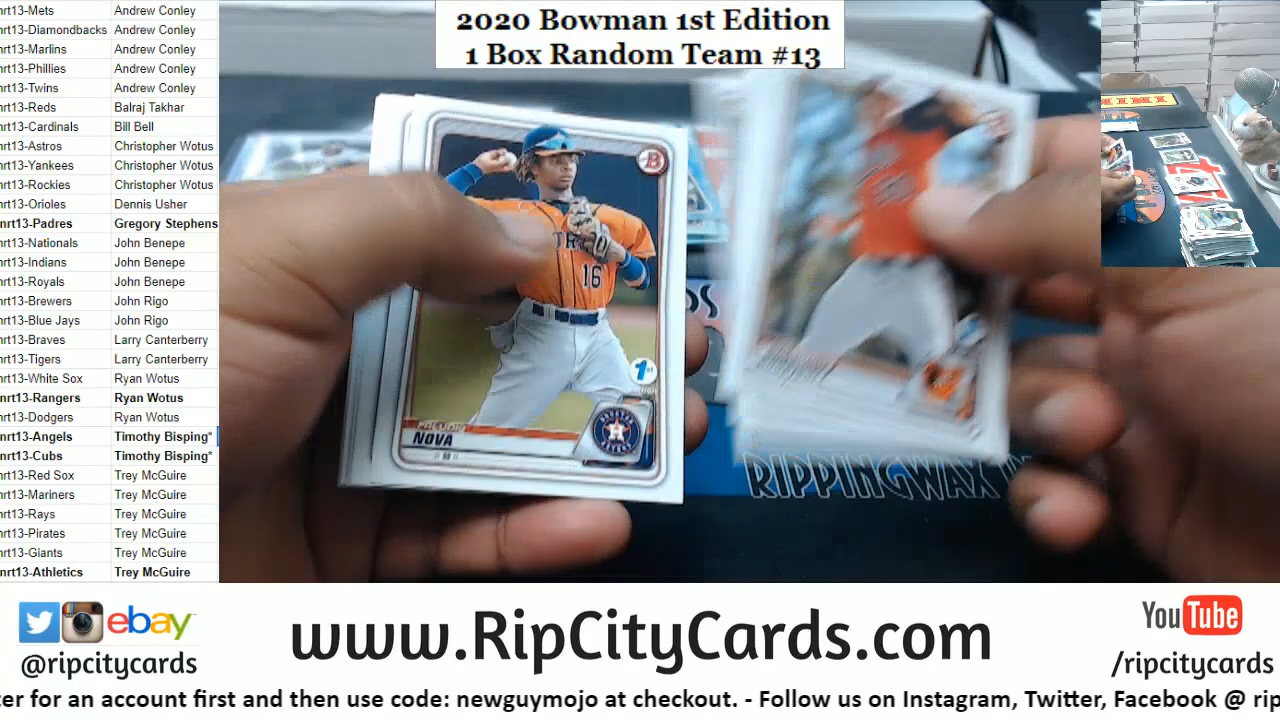 nrt13-Mets Andrew Conley
nrt13-Diamondbacks Andrew Conley
nrt13-Marlins Andrew Conley
nrt13-Phillies Andrew Conley
nrt13-Twins Andrew Conley
nrt13-Reds Balraj Takhar
nrt13-Cardinals Bill Bell
nrt13-Astros Christopher Wotus
nrt13-Yankees Christopher Wotus
nrt13-Rockies Christopher Wotus
nrt13-Orioles Dennis Usher
nrt13-Padres Gregory Stephens
nrt13-Nationals John Benepe
nrt13-Indians John Benepe
nrt13-Royals John Benepe
nrt13-Brewers John Rigo
nrt13-Blue Jays John Rigo
nrt13-Braves Larry Canterberry
nrt13-Tigers Larry Canterberry
nrt13-White Sox Ryan Wotus
nrt13-Rangers Ryan Wotus
nrt13-Dodgers Ryan Wotus
nrt13-Angels Timothy Bisping*
nrt13-Cubs Timothy Bisping*
nrt13-Red Sox Trey McGuire
nrt13-Mariners Trey McGuire
nrt13-Rays Trey McGuire
nrt13-Pirates Trey McGuire
nrt13-Giants Trey McGuire
nrt13-Athletics Trey McGuire
2020 Bowman 1st Edition
1 Box Random Team #13
B
16
1st
FREUDIS
NOVA
RIPPINGWAX
ebay
@ripcitycards
www.RipCityCards.com
YouTube
/ripcitycards
ter for an account first and then use code: newguymojo at checkout. - Follow us on Instagram, Twitter, Facebook @ rip